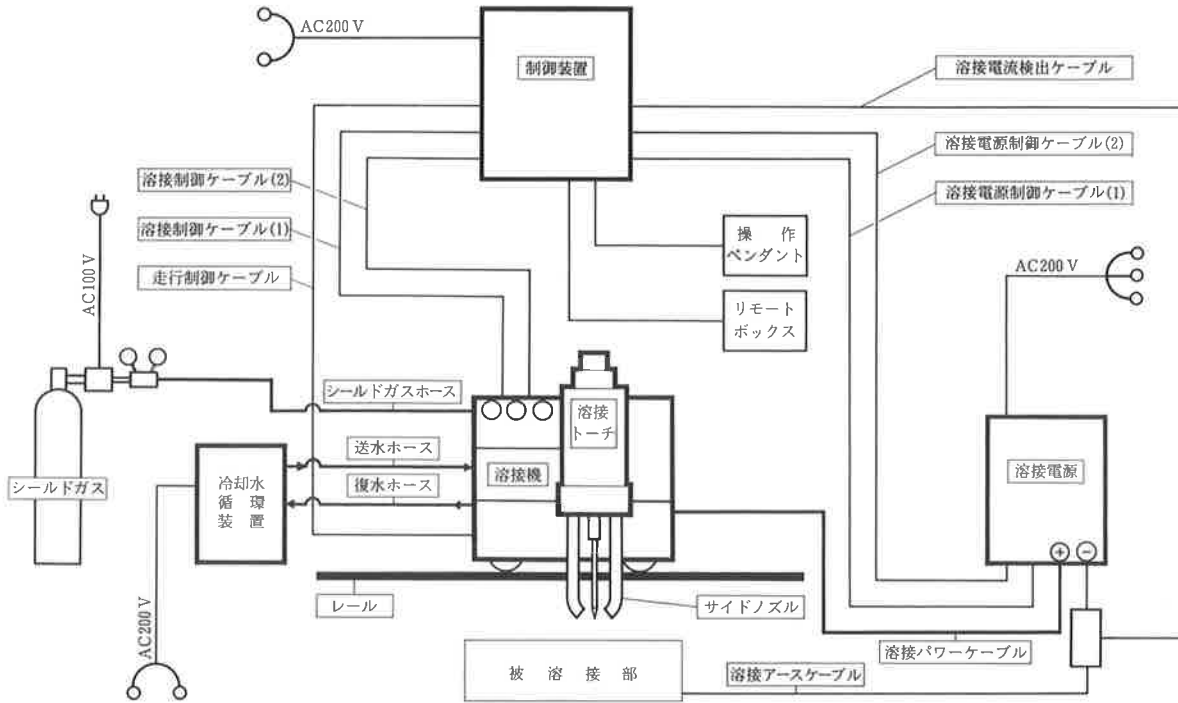 AC200V
制御装置
溶接電流検出ケーブル
溶接電源制御ケーブル(2)
溶接制御ケーブル(2)
溶接電源制御ケーブル(1)
溶接制御ケーブル(1)
操作
ペンダント
走行制御ケーブル
AC100V
AC200V
リモート
ボックス
シールドガスホース
溶接
トーチ
送水ホース
溶接機
溶接電源
シールドガス
冷却水
循環
装置
復水ホース
+
−
レール
サイドノズル
AC200V
溶接パワーケーブル
被溶接部
溶接アースケーブル